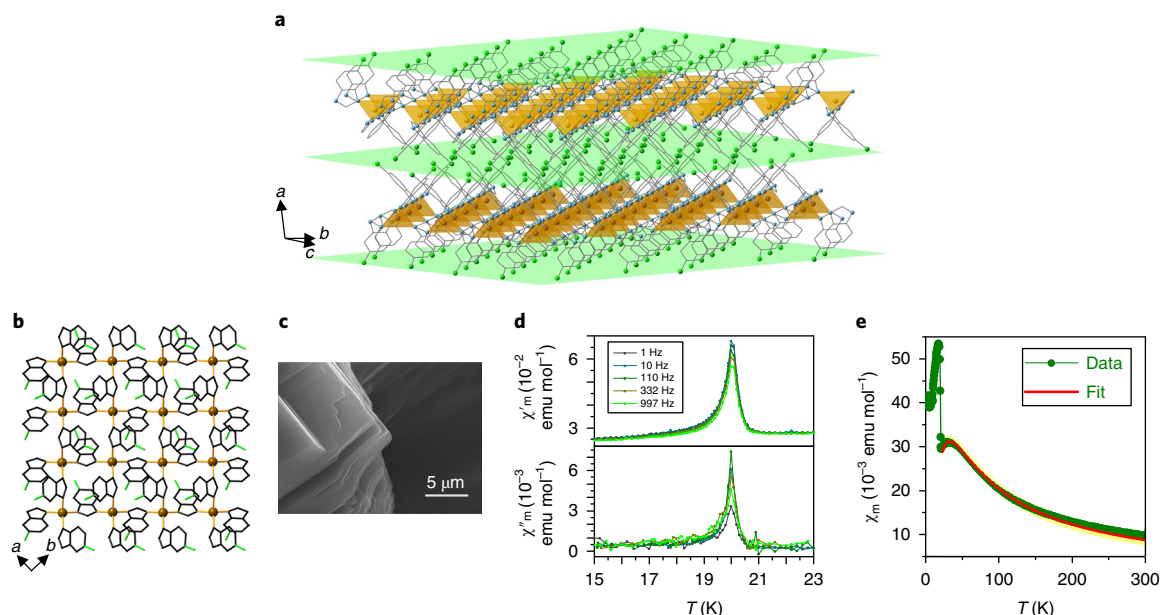 a
a
b
c
b
a
b
c
5 μm
d
χ′m (10−2 emu mol−1)
6
3
1 Hz
10 Hz
110 Hz
332 Hz
997 Hz
χ″m (10−3 emu mol−1)
6
3
0
15 17 19 21 23
T (K)
e
χm (10−3 emu mol−1)
50
40
30
20
10
Data
Fit
0 100 200 300
T (K)